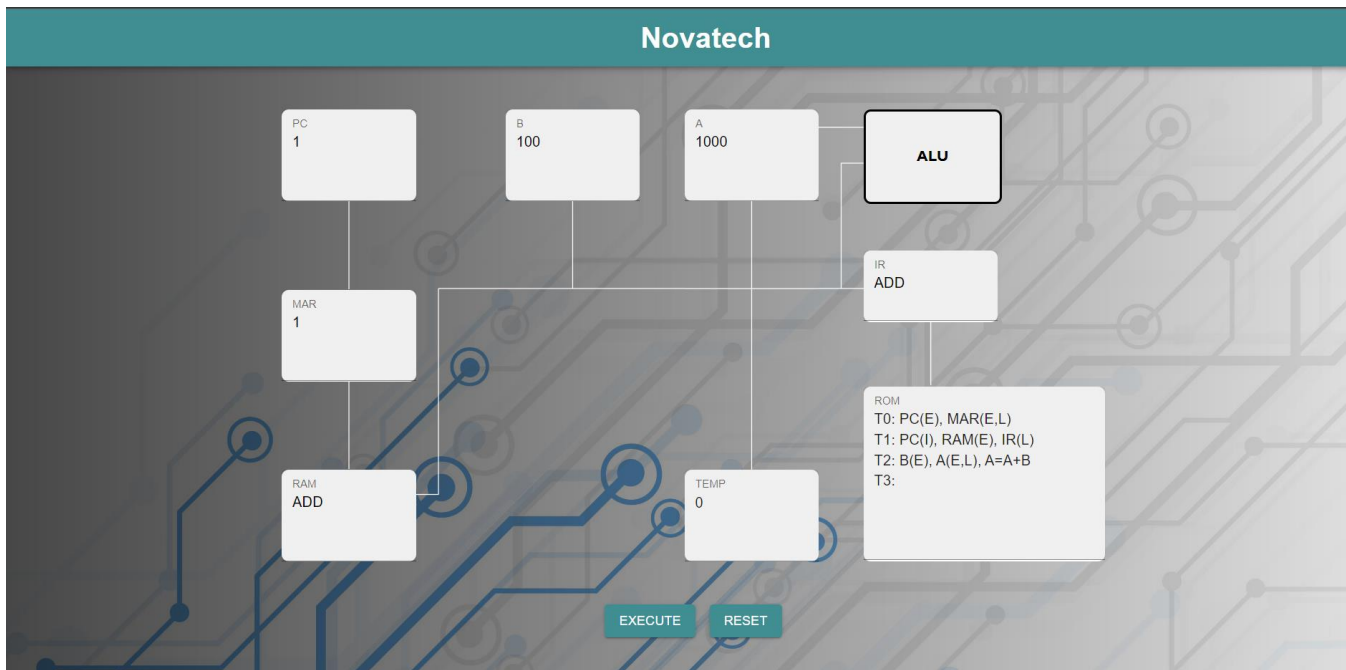 Novatech
PC
1
B
100
A
1000
ALU
IR
ADD
MAR
1
ROM
T0: PC(E), MAR(E,L)
T1: PC(I), RAM(E), IR(L)
T2: B(E), A(E,L), A=A+B
T3:
RAM
ADD
TEMP
0
EXECUTE
RESET